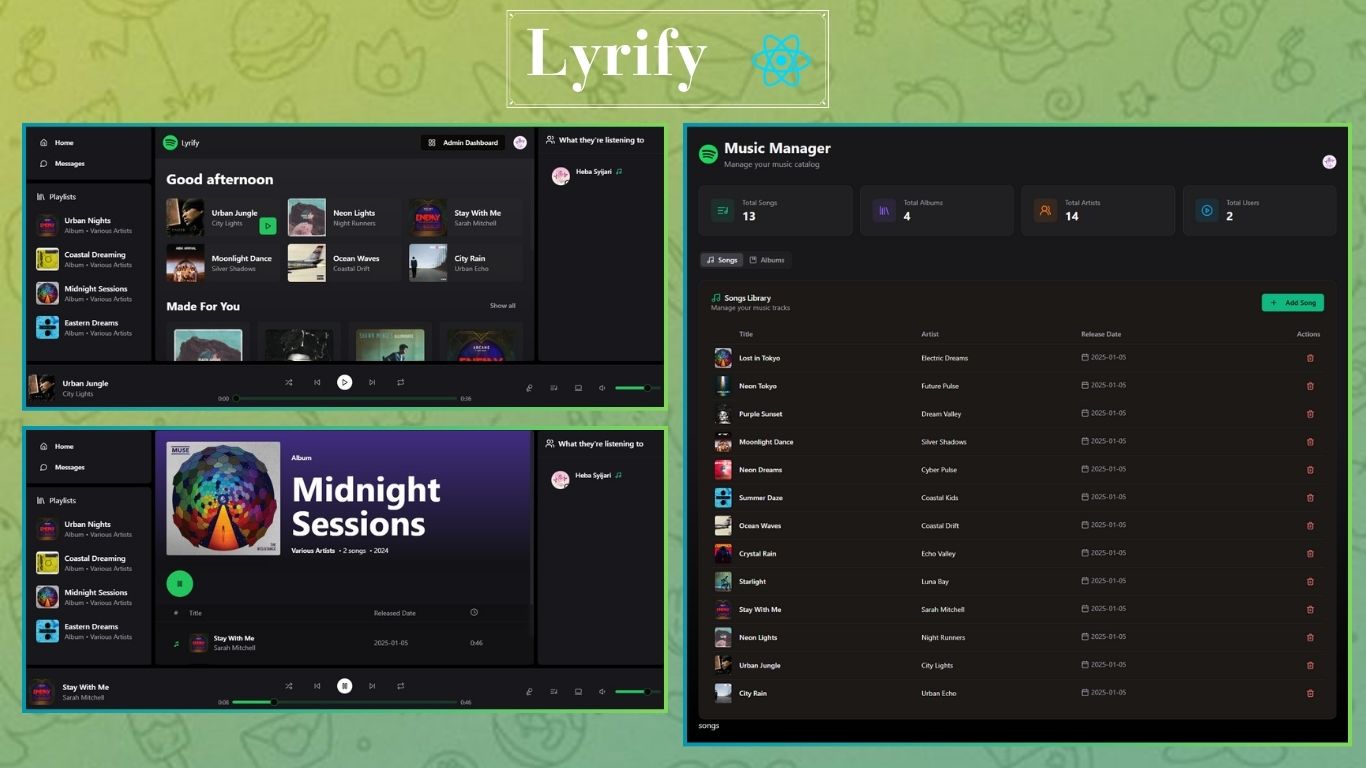 Lyrify
Home
Messages
Playlists
Urban Nights
Album • Various Artists
Coastal Dreaming
Album • Various Artists
Midnight Sessions
Album • Various Artists
Eastern Dreams
Album • Various Artists
Lyrify
Admin Dashboard
Good afternoon
Urban Jungle
City Lights
Neon Lights
Night Runners
Stay With Me
Sarah Mitchell
Moonlight Dance
Silver Shadows
Ocean Waves
Coastal Drift
City Rain
Urban Echo
Made For You
Show all
What they're listening to
Heba Syijari
Urban Jungle
City Lights
0:00
0:36
Home
Messages
Playlists
Urban Nights
Album • Various Artists
Coastal Dreaming
Album • Various Artists
Midnight Sessions
Album • Various Artists
Eastern Dreams
Album • Various Artists
MUSE
Album
Midnight
Sessions
Various Artists • 2 songs • 2024
# Title Released Date
Stay With Me
Sarah Mitchell
2025-01-05
0:46
What they're listening to
Heba Syijari
Stay With Me
Sarah Mitchell
0:08
0:46
Music Manager
Manage your music catalog
Total Songs
13
Total Albums
4
Total Artists
14
Total Users
2
Songs Albums
Songs Library
Manage your music tracks
Add Song
Title Artist Release Date Actions
Lost in Tokyo Electric Dreams 2025-01-05
Neon Tokyo Future Pulse 2025-01-05
Purple Sunset Dream Valley 2025-01-05
Moonlight Dance Silver Shadows 2025-01-05
Neon Dreams Cyber Pulse 2025-01-05
Summer Daze Coastal Kids 2025-01-05
Ocean Waves Coastal Drift 2025-01-05
Crystal Rain Echo Valley 2025-01-05
Starlight Luna Bay 2025-01-05
Stay With Me Sarah Mitchell 2025-01-05
Neon Lights Night Runners 2025-01-05
Urban Jungle City Lights 2025-01-05
City Rain Urban Echo 2025-01-05
songs